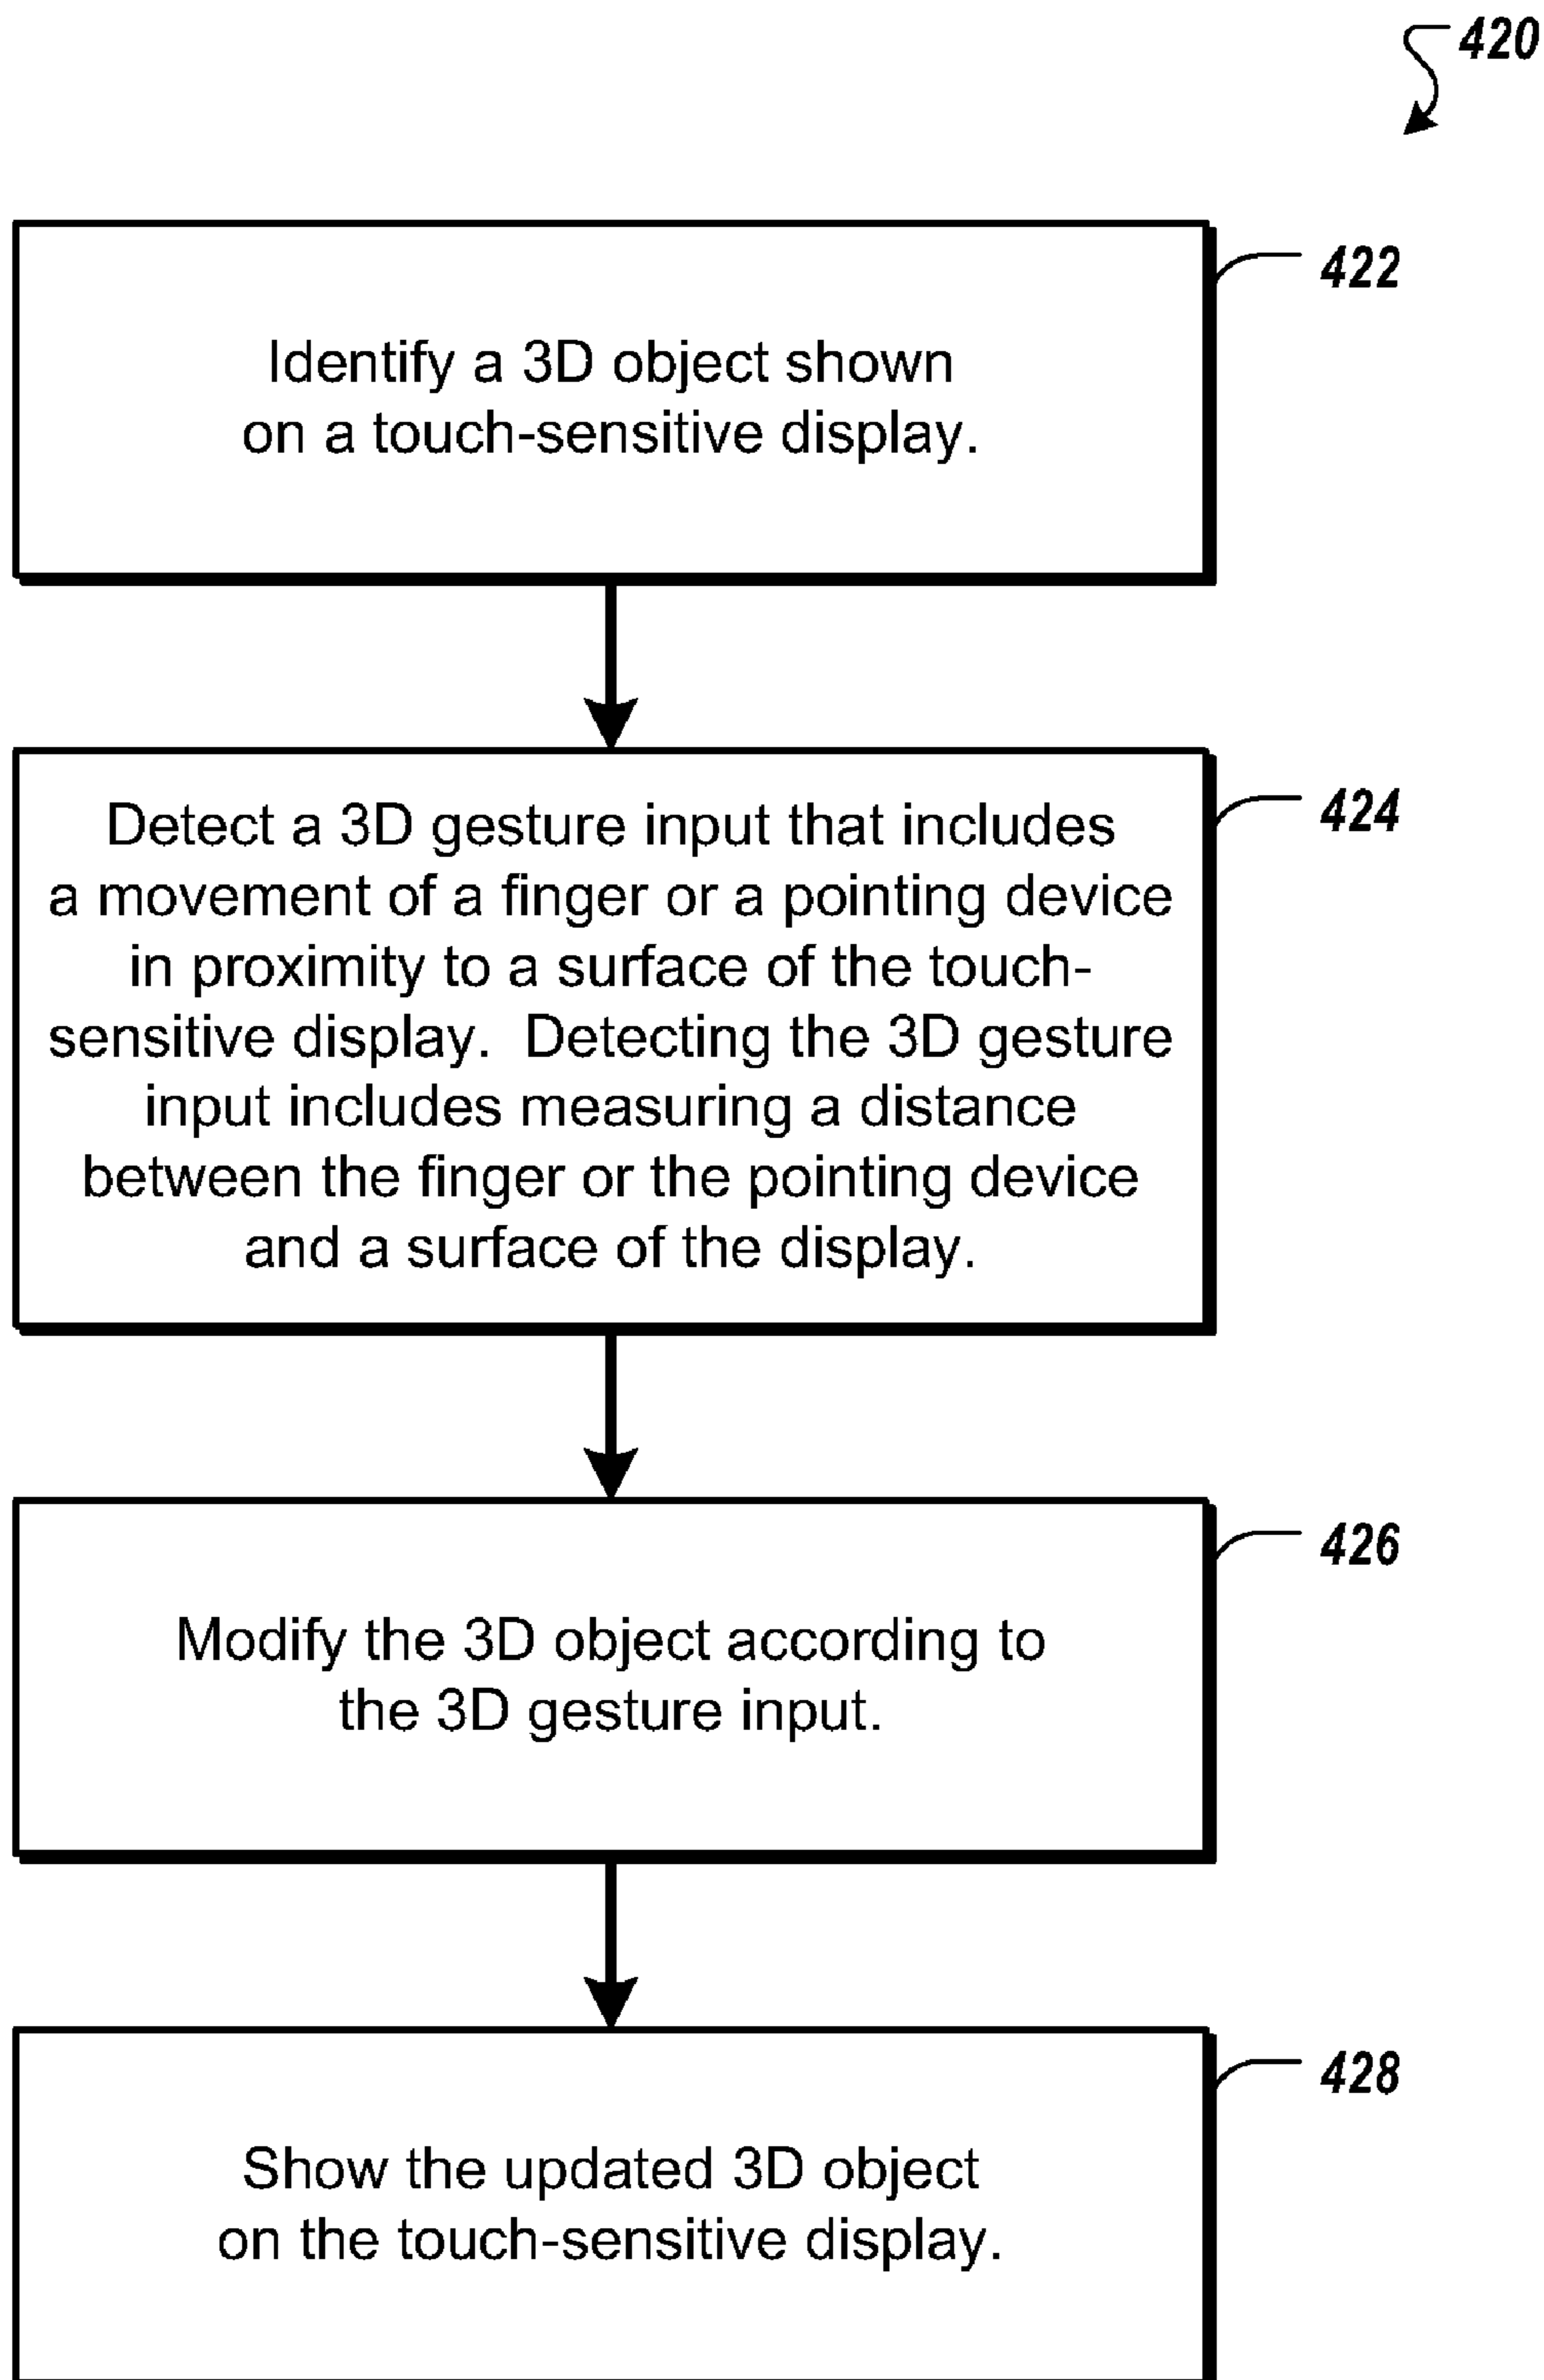 420
422
Identify a 3D object shown
on a touch-sensitive display.
424
Detect a 3D gesture input that includes
a movement of a finger or a pointing device
in proximity to a surface of the touch-
sensitive display.  Detecting the 3D gesture
input includes measuring a distance
between the finger or the pointing device
and a surface of the display.
426
Modify the 3D object according to
the 3D gesture input.
428
Show the updated 3D object
on the touch-sensitive display.